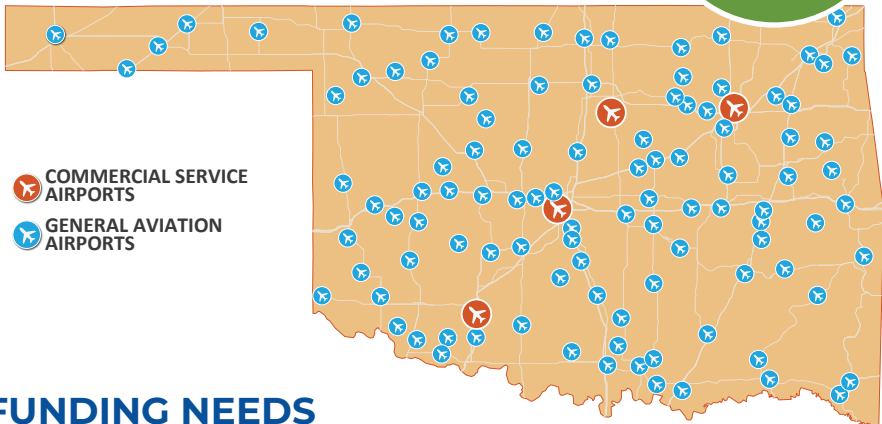 COMMERCIAL SERVICE
AIRPORTS
GENERAL AVIATION
AIRPORTS
FUNDING NEEDS